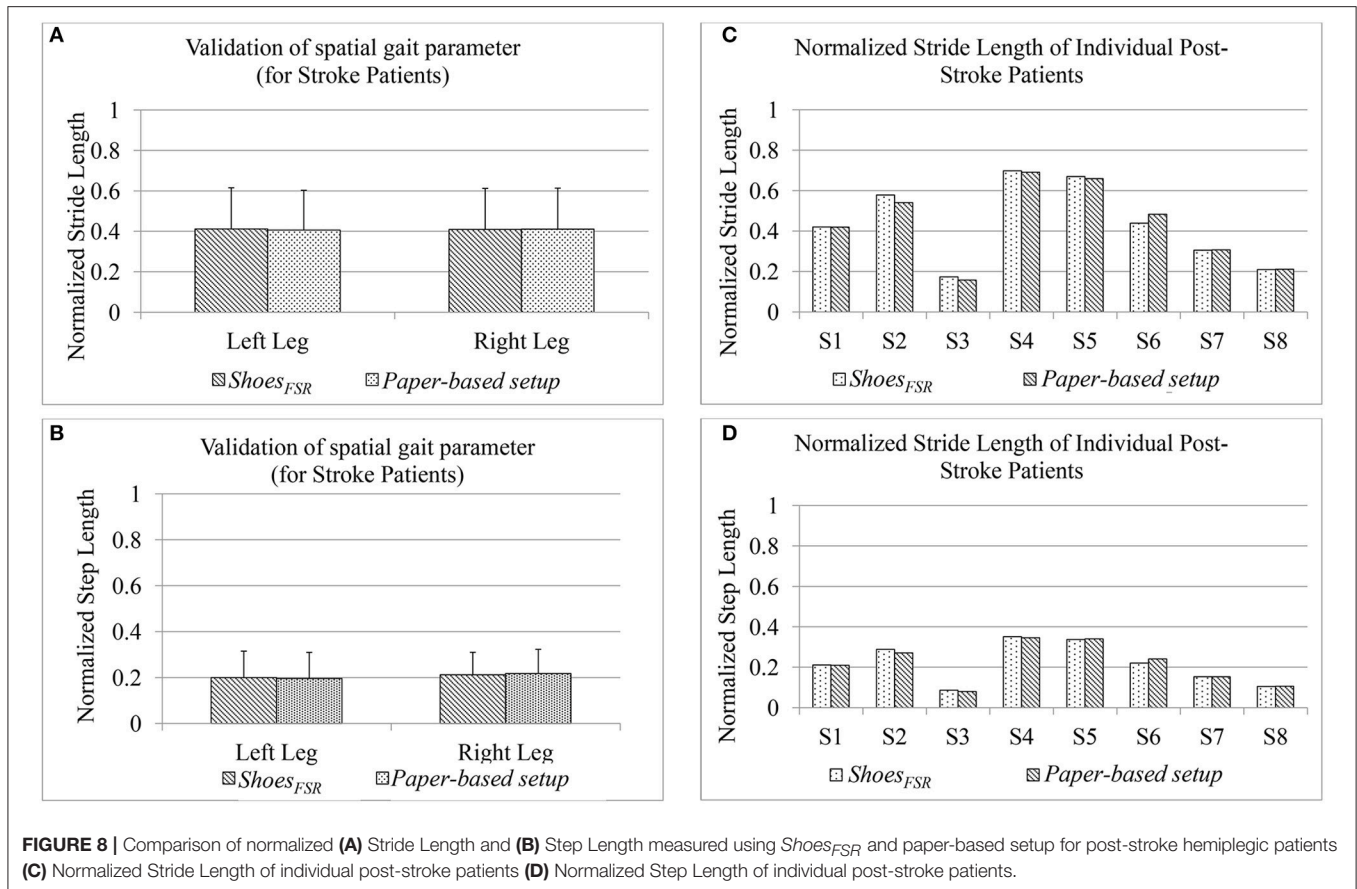 A
Validation of spatial gait parameter
(for Stroke Patients)
Normalized Stride Length
1
0.8
0.6
0.4
0.2
0
Left Leg Right Leg
Shoes_FSR Paper-based setup
B
Validation of spatial gait parameter
(for Stroke Patients)
Normalized Step Length
1
0.8
0.6
0.4
0.2
0
Left Leg Right Leg
Shoes_FSR Paper-based setup
C
Normalized Stride Length of Individual Post-
Stroke Patients
Normalized Stride Length
1
0.8
0.6
0.4
0.2
0
S1 S2 S3 S4 S5 S6 S7 S8
Shoes_FSR Paper-based setup
D
Normalized Stride Length of Individual Post-
Stroke Patients
Normalized Step Length
1
0.8
0.6
0.4
0.2
0
S1 S2 S3 S4 S5 S6 S7 S8
Shoes_FSR Paper-based setup
FIGURE 8 | Comparison of normalized (A) Stride Length and (B) Step Length measured using Shoes_FSR and paper-based setup for post-stroke hemiplegic patients
(C) Normalized Stride Length of individual post-stroke patients (D) Normalized Step Length of individual post-stroke patients.